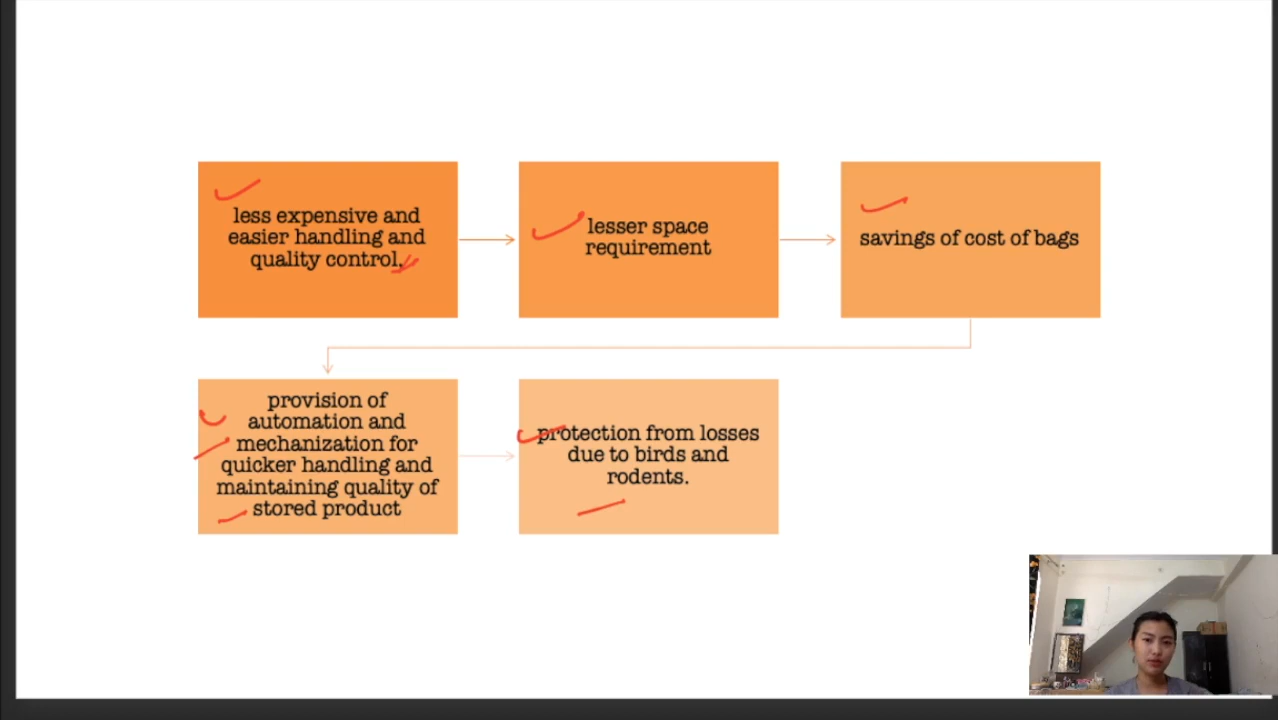 less expensive and
easier handling and
quality control.
lesser space
requirement
savings of cost of bags
provision of
automation and
mechanization for
quicker handling and
maintaining quality of
stored product
protection from losses
due to birds and
rodents.